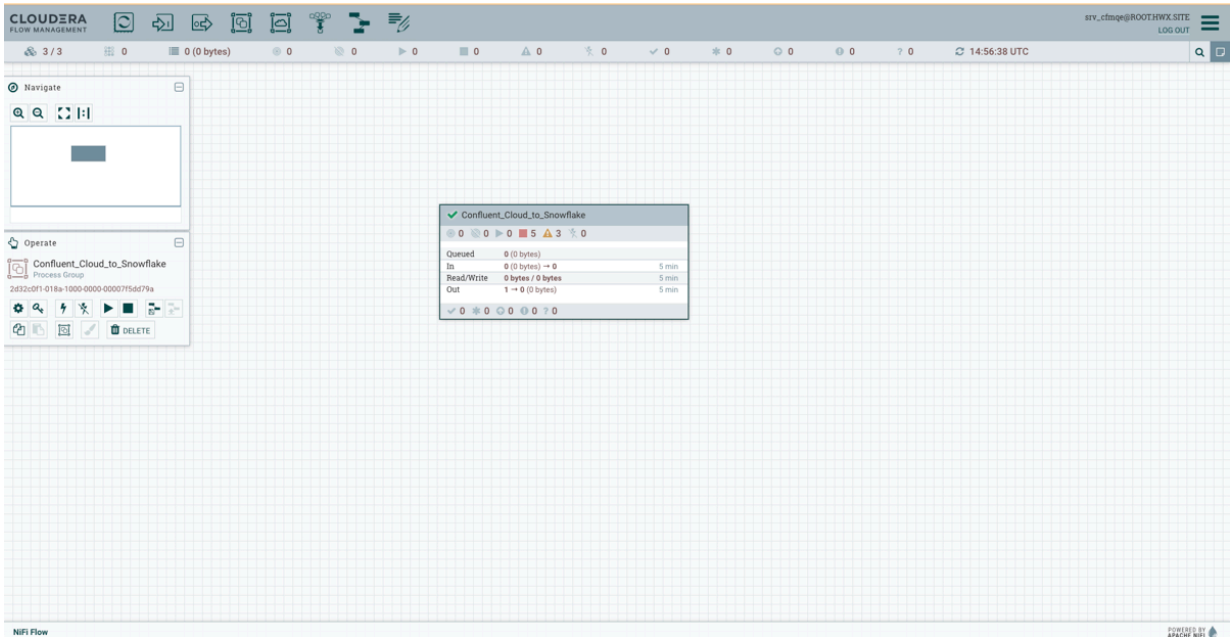 CLOUDERA
FLOW MANAGEMENT
srv_cfmqe@ROOT.HWX.SITE
LOG OUT
3 / 3 0 0 (0 bytes) 0 0 0 0 0 0 0 0 0 0 ? 0 14:56:38 UTC
Navigate
Operate
Confluent_Cloud_to_Snowflake
Process Group
2d32c0f1-018a-1000-0000-00007f5dd79a
DELETE
Confluent_Cloud_to_Snowflake
0 0 0 5 3 0
Queued 0 (0 bytes)
In 0 (0 bytes) → 0 5 min
Read/Write 0 bytes / 0 bytes 5 min
Out 1 → 0 (0 bytes) 5 min
0 0 0 0 ? 0
NiFi Flow
POWERED BY
APACHE NIFI